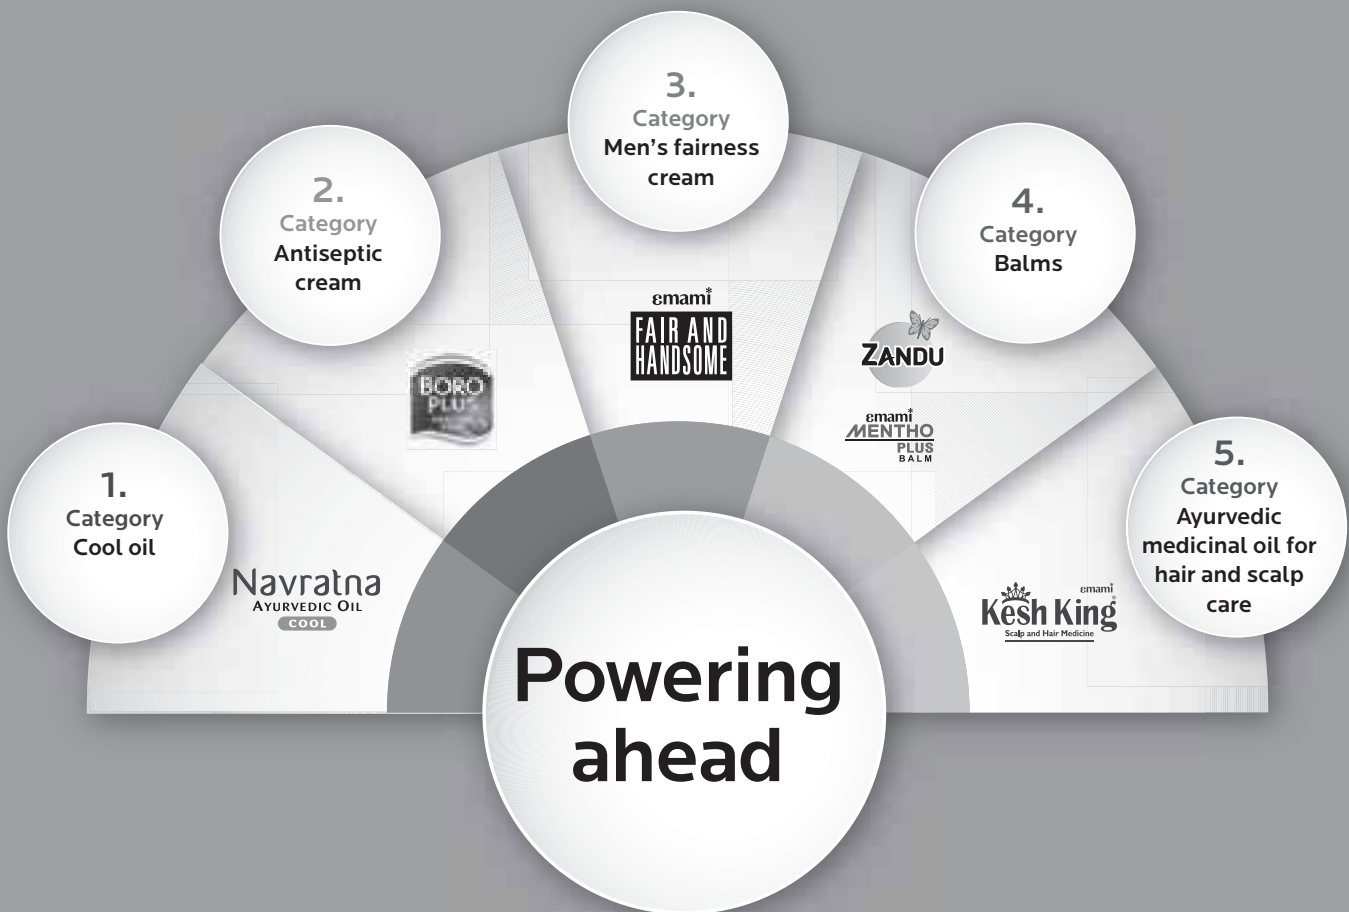 1.
Category
Cool oil
Navratna
AYURVEDIC OIL
COOL
2.
Category
Antiseptic
cream
BORO
PLUS
3.
Category
Men's fairness
cream
emami*
FAIR AND
HANDSOME
4.
Category
Balms
ZANDU
emami*
MENTHO
PLUS
BALM
5.
Category
Ayurvedic
medicinal oil for
hair and scalp
care
emami*
Kesh King
Scalp and Hair Medicine
Powering
ahead